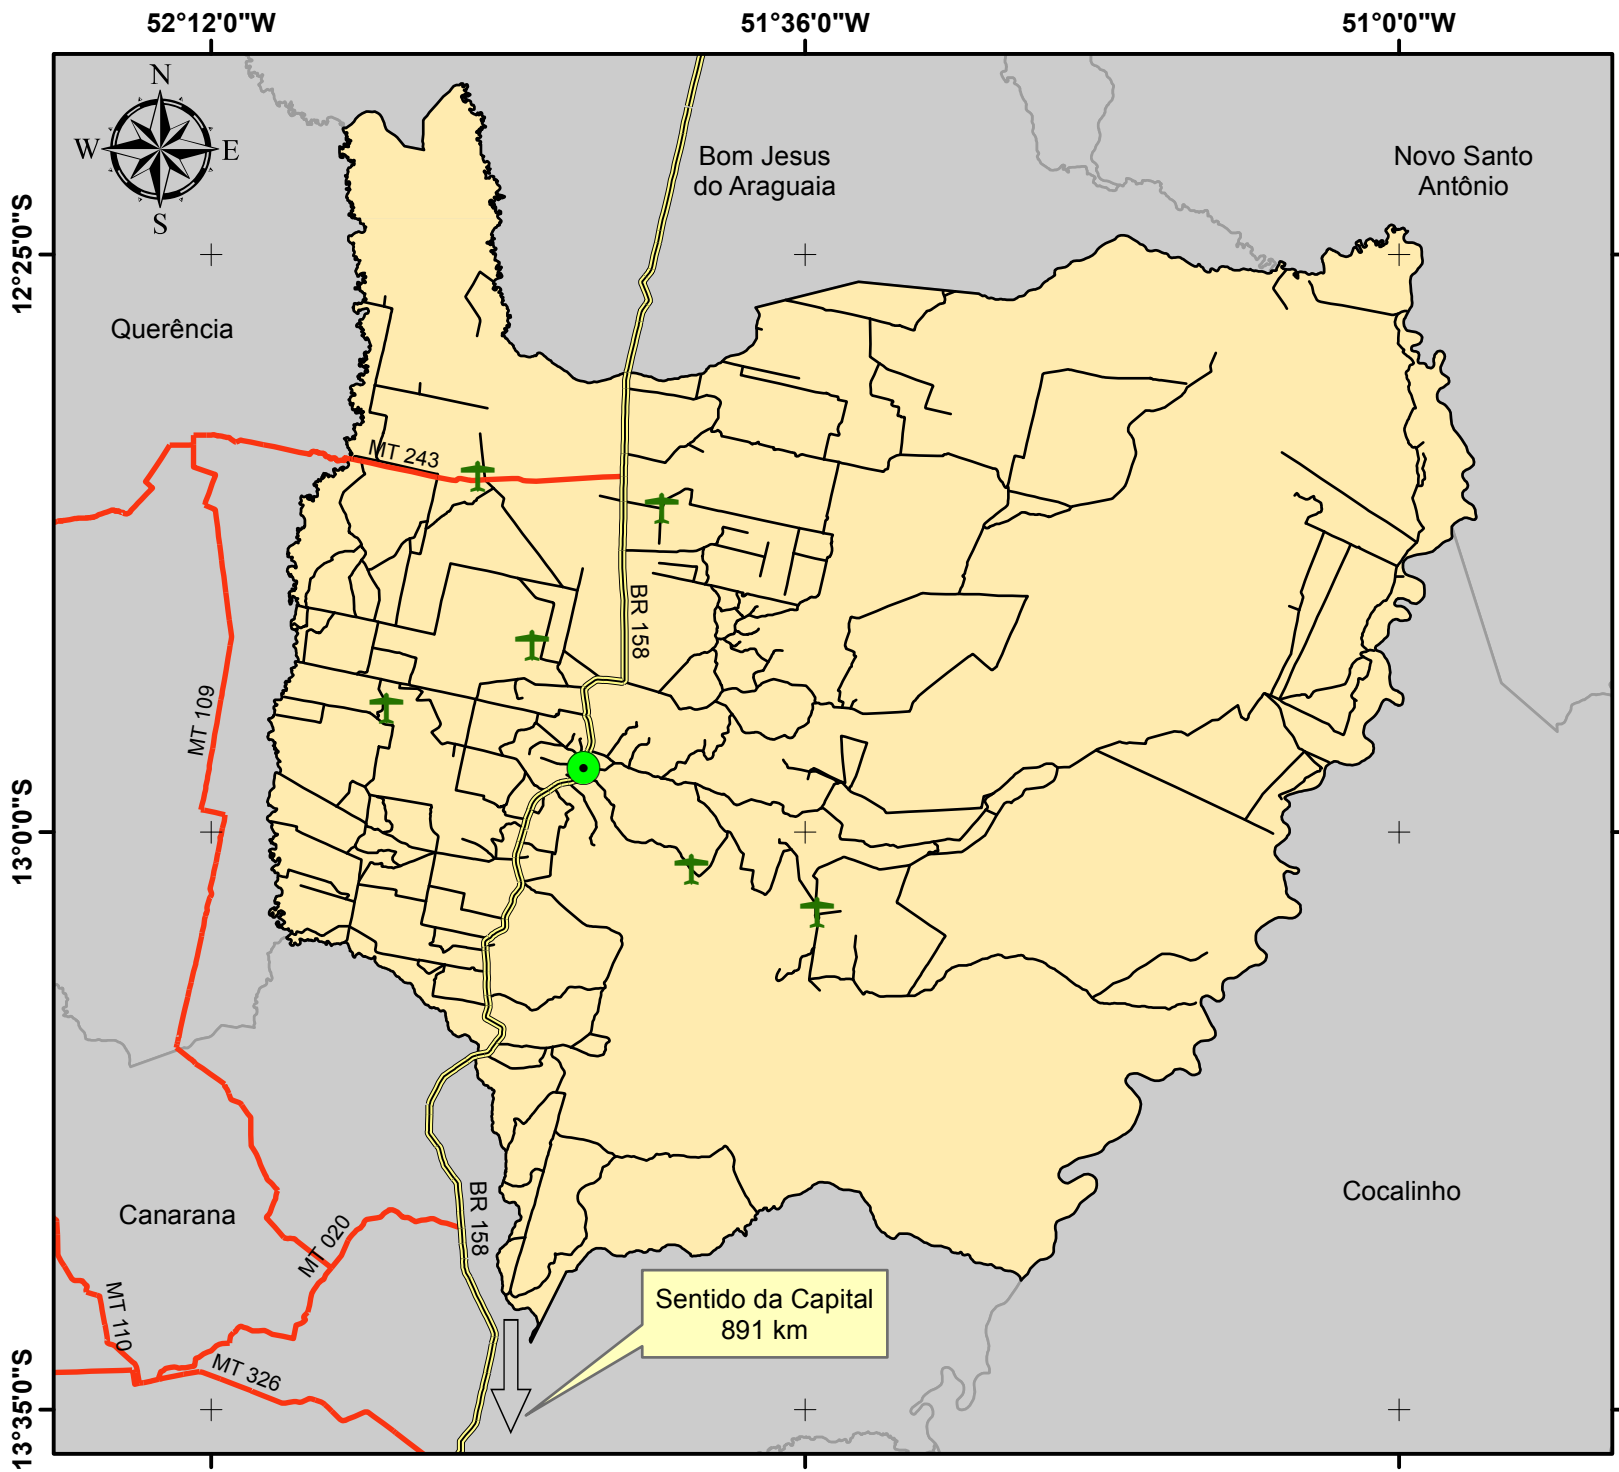 52°12'0"W
51°36'0"W
51°0'0"W
N
W
E
S
Bom Jesus
do Araguaia
Novo Santo
Antônio
12°25'0"S
Querência
MT 243
BR 158
MT 109
13°0'0"S
Canarana
MT 020
BR 158
Cocalinho
MT 110
Sentido da Capital
891 km
MT 326
13°35'0"S